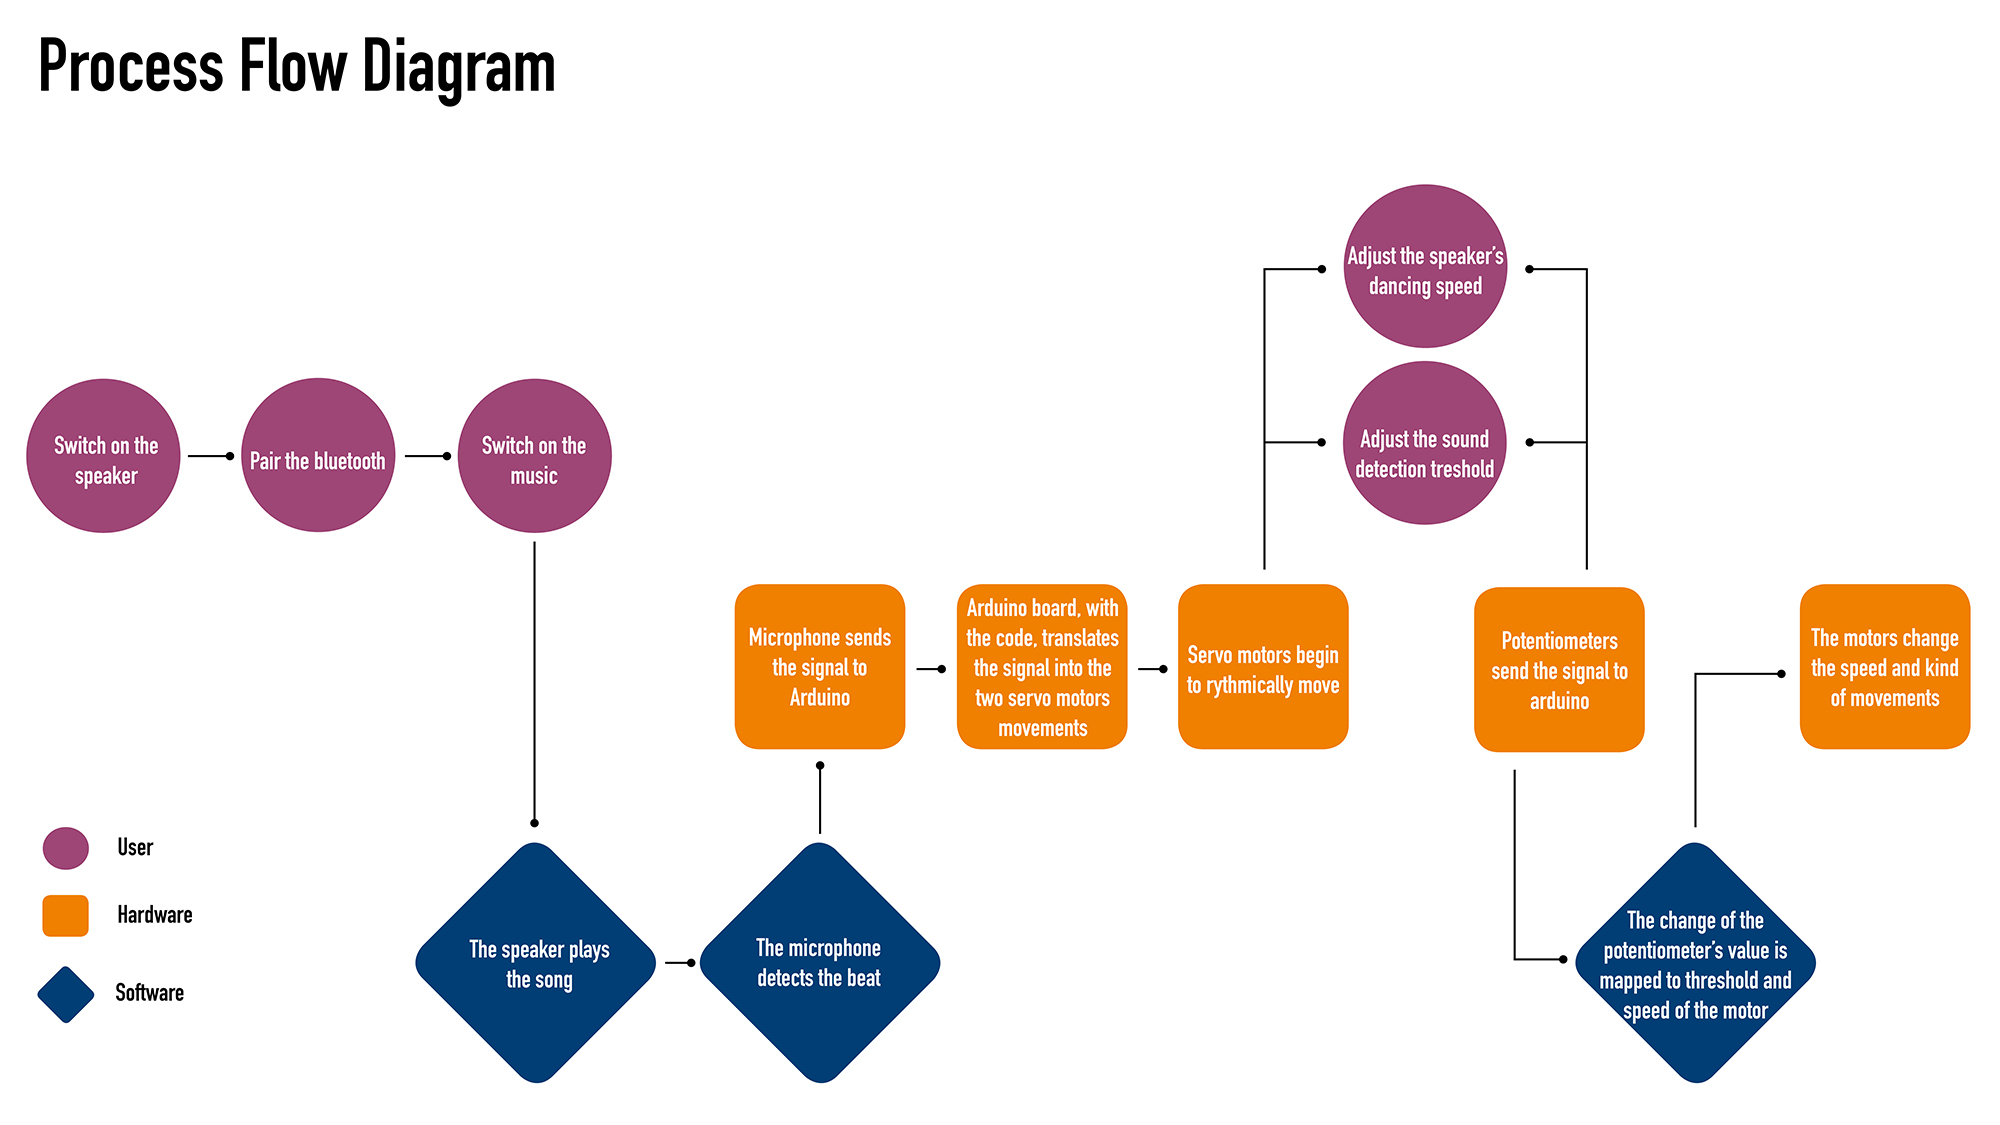 Process Flow Diagram
Switch on the
speaker
Pair the bluetooth
Switch on the
music
The speaker plays
the song
The microphone
detects the beat
Microphone sends
the signal to
Arduino
Arduino board, with
the code, translates
the signal into the
two servo motors
movements
Servo motors begin
to rythmically move
Adjust the speaker's
dancing speed
Adjust the sound
detection treshold
Potentiometers
send the signal to
arduino
The change of the
potentiometer's value is
mapped to threshold and
speed of the motor
The motors change
the speed and kind
of movements
User
Hardware
Software